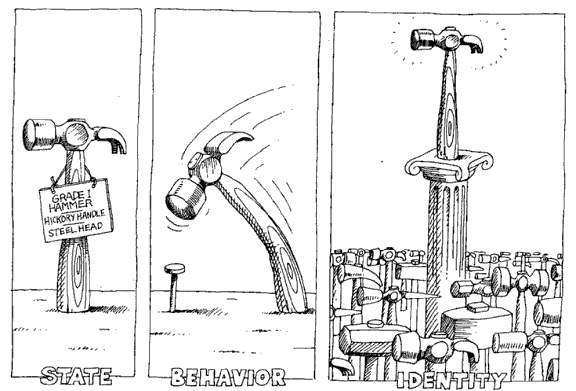 GRADE 1
HAMMER
HICKORY HANDLE
STEEL HEAD
STATE
BEHAVIOR
IDENTITY